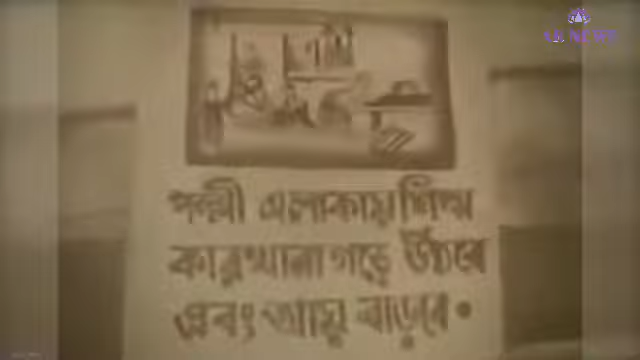 পল্লী এলাকায় শিল্প
কারখানা গড়ে উঠবে
এবং আয় বাড়বে।